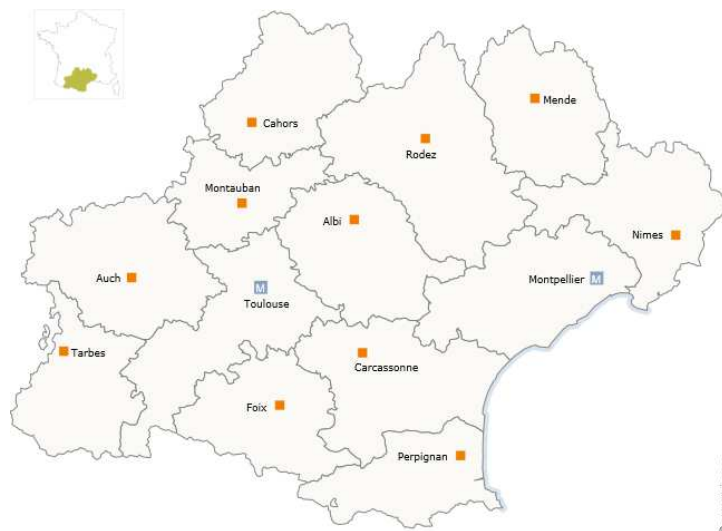 Mende
Cahors
Rodez
Montauban
Albi
Nimes
Auch
M
Toulouse
Montpellier M
Tarbes
Carcassonne
Foix
Perpignan